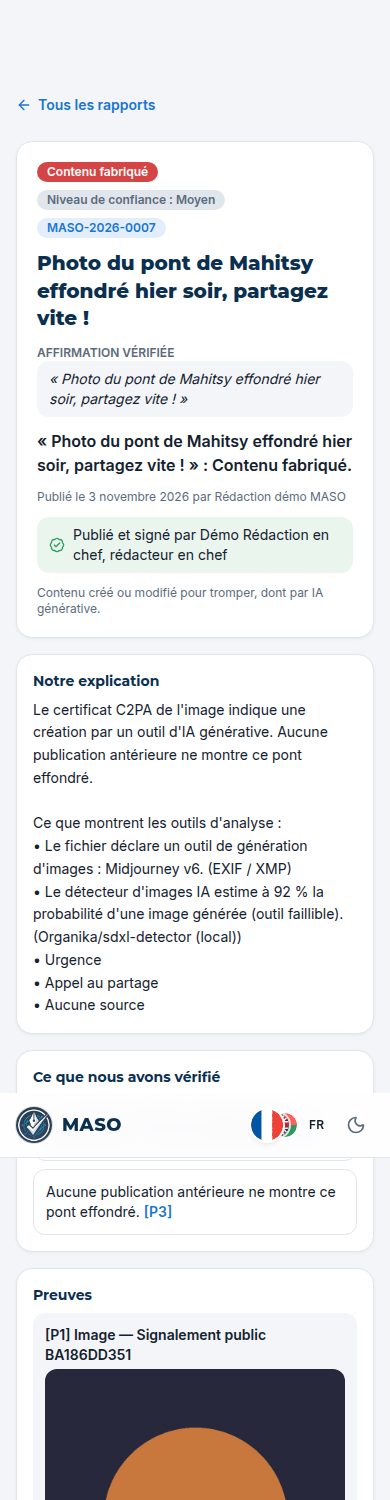 ← Tous les rapports
Contenu fabriqué
Niveau de confiance : Moyen
MASO-2026-0007
Photo du pont de Mahitsy
effondré hier soir, partagez
vite !
AFFIRMATION VÉRIFIÉE
« Photo du pont de Mahitsy effondré hier
soir, partagez vite ! »
« Photo du pont de Mahitsy effondré hier
soir, partagez vite ! » : Contenu fabriqué.
Publié le 3 novembre 2026 par Rédaction démo MASO
Publié et signé par Démo Rédaction en
chef, rédacteur en chef
Contenu créé ou modifié pour tromper, dont par IA
générative.
Notre explication
Le certificat C2PA de l'image indique une
création par un outil d'IA générative. Aucune
publication antérieure ne montre ce pont
effondré.
Ce que montrent les outils d'analyse :
• Le fichier déclare un outil de génération
d'images : Midjourney v6. (EXIF / XMP)
• Le détecteur d'images IA estime à 92 % la
probabilité d'une image générée (outil faillible).
(Organika/sdxl-detector (local))
• Urgence
• Appel au partage
• Aucune source
Ce que nous avons vérifié
MASO
FR
Aucune publication antérieure ne montre ce
pont effondré. [P3]
Preuves
[P1] Image — Signalement public
BA186DD351